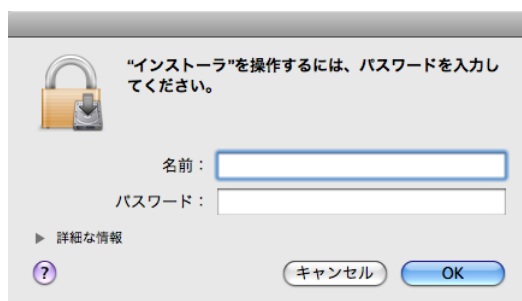 “インストーラ”を操作するには、パスワードを入力し
てください。
名前：
パスワード：
▶ 詳細な情報
?
キャンセル
OK